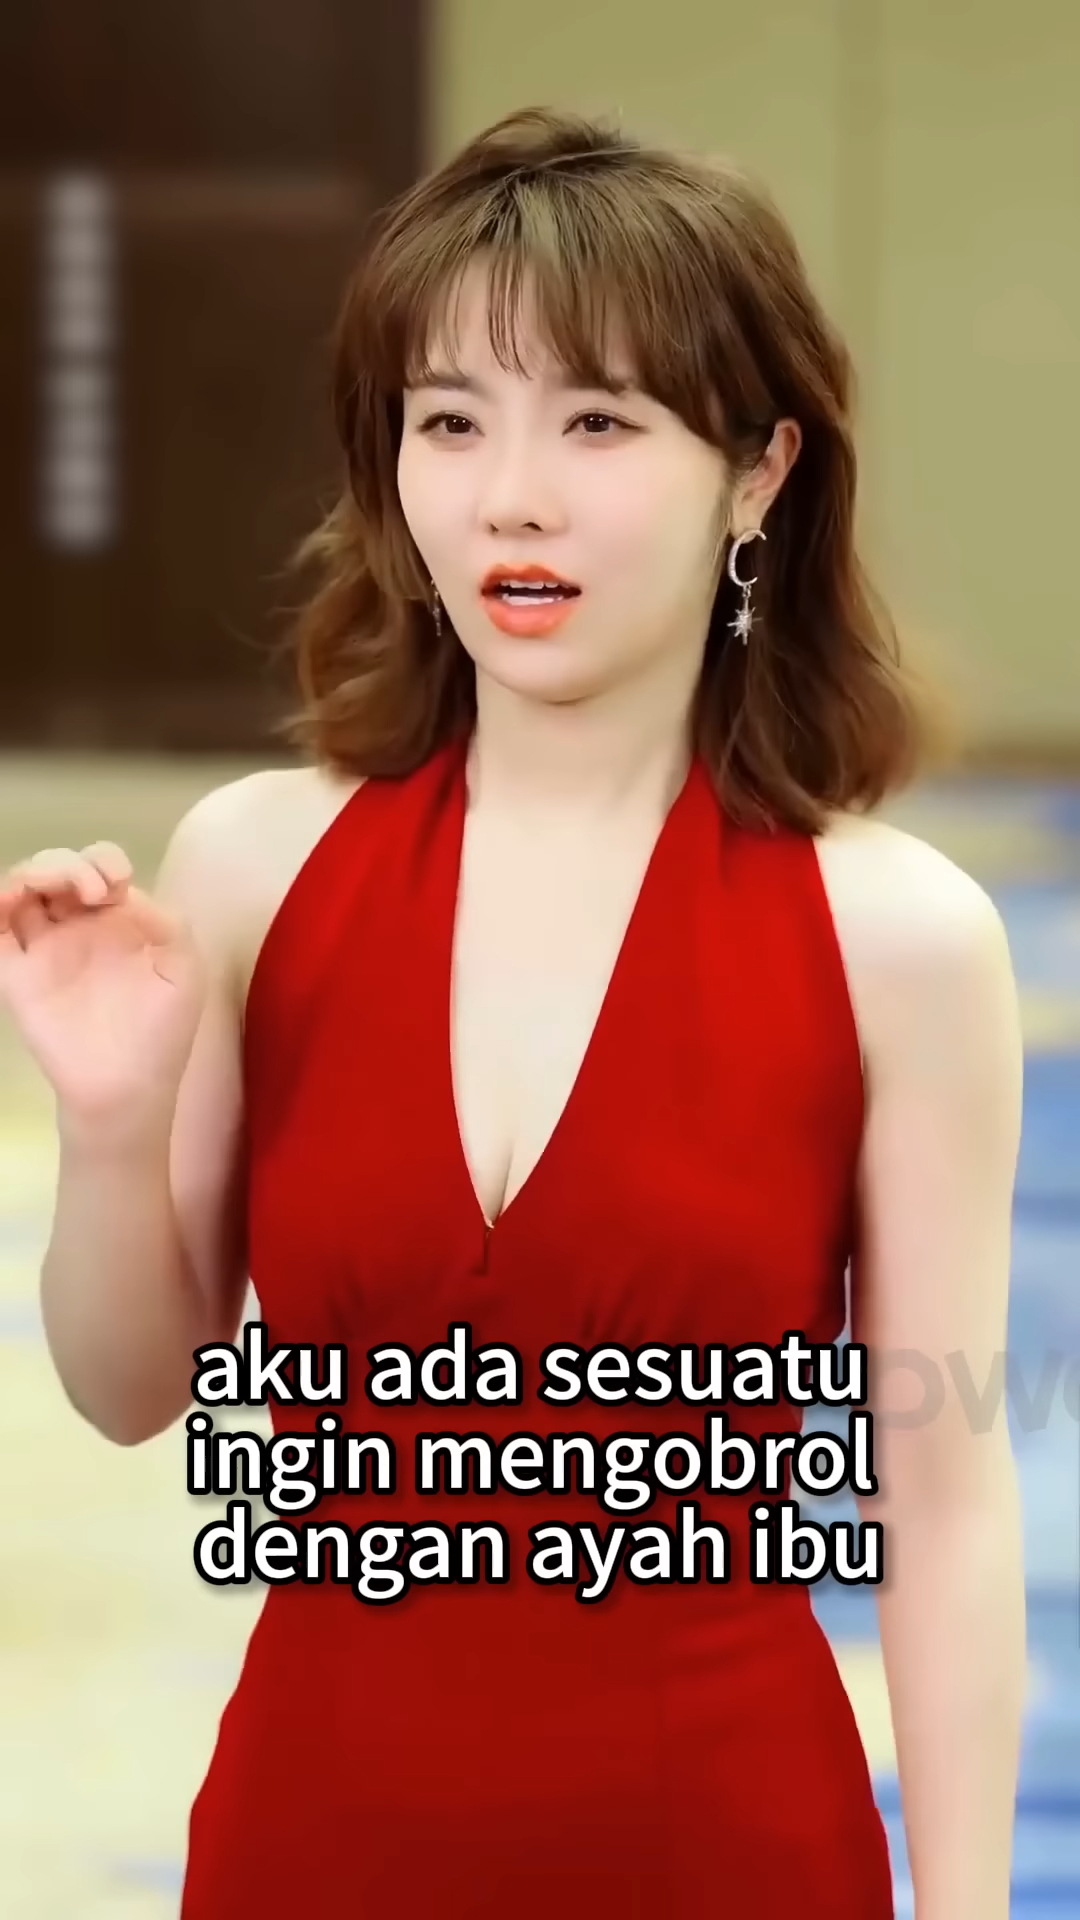 aku ada sesuatu
ingin mengobrol
dengan ayah ibu